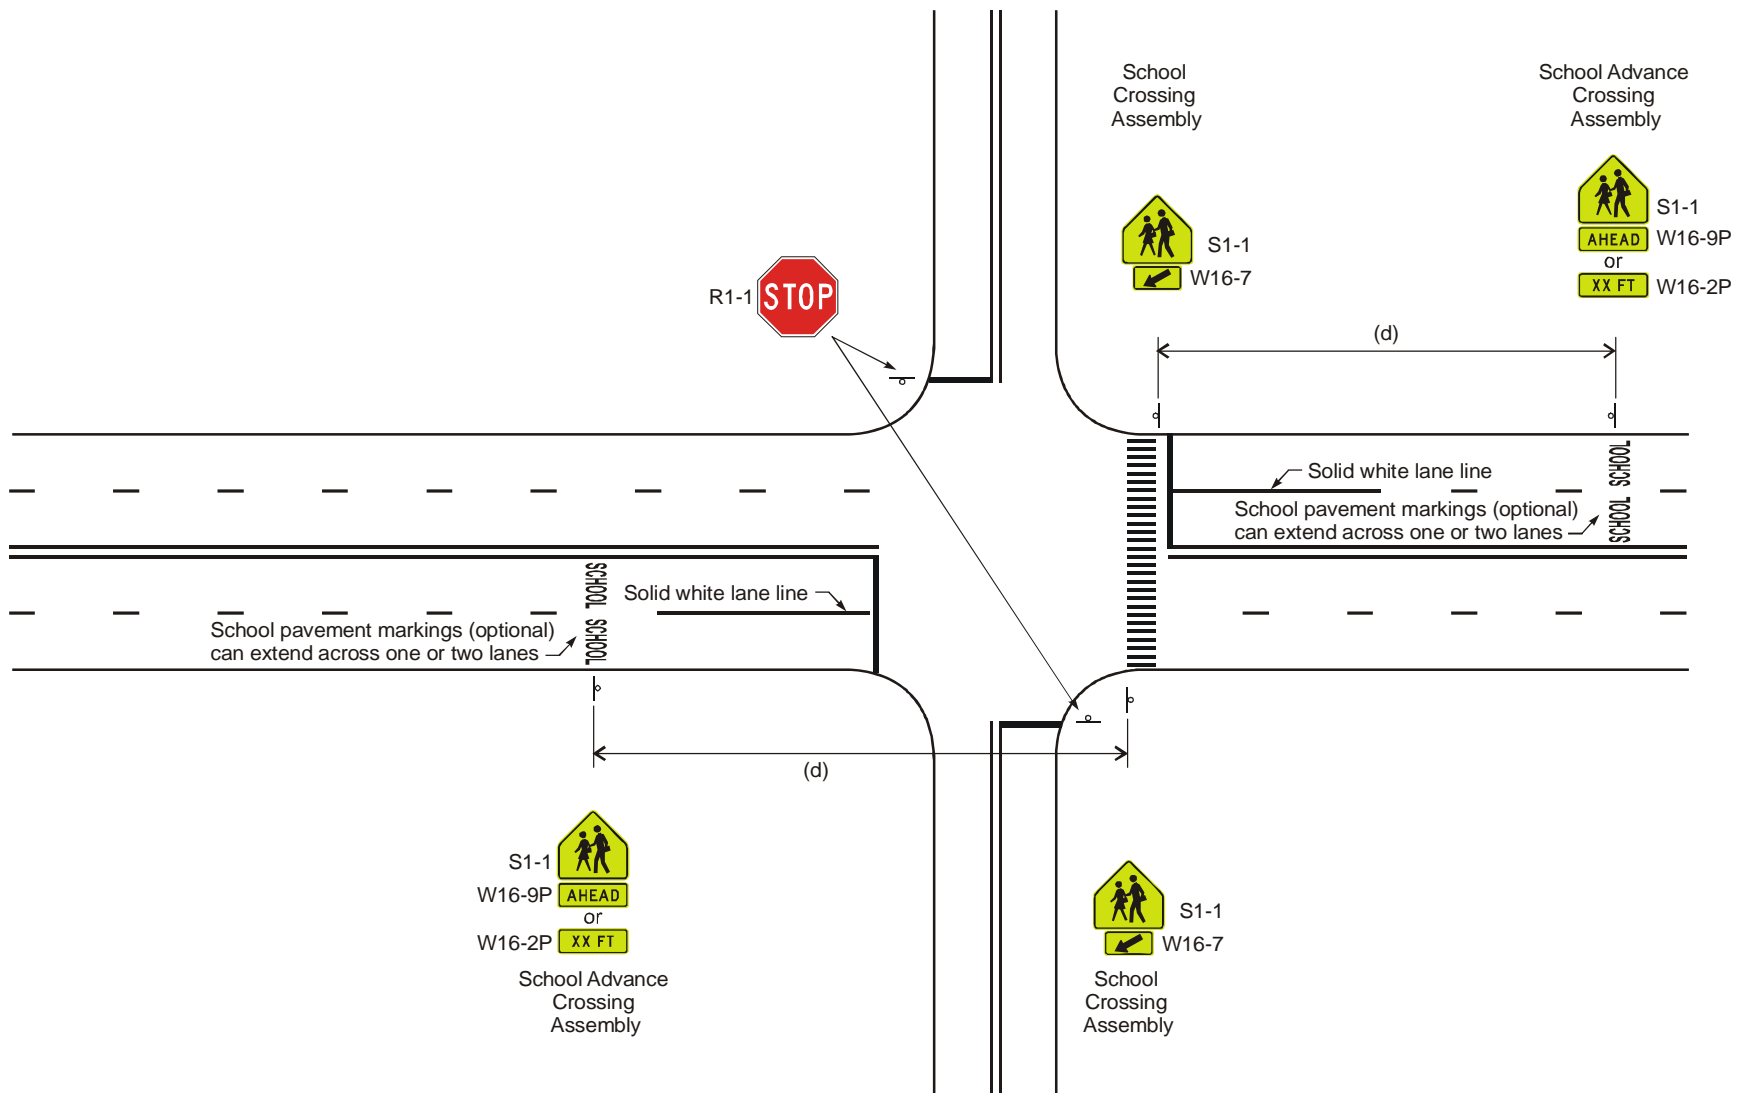 School
Crossing
Assembly
School Advance
Crossing
Assembly
S1-1
W16-7
S1-1
AHEAD
W16-9P
or
XX FT
W16-2P
R1-1
STOP
(d)
Solid white lane line
School pavement markings (optional)
can extend across one or two lanes
SCHOOL SCHOOL
Solid white lane line
School pavement markings (optional)
can extend across one or two lanes
SCHOOL SCHOOL
(d)
S1-1
W16-9P
AHEAD
or
W16-2P
XX FT
School Advance
Crossing
Assembly
S1-1
W16-7
School
Crossing
Assembly